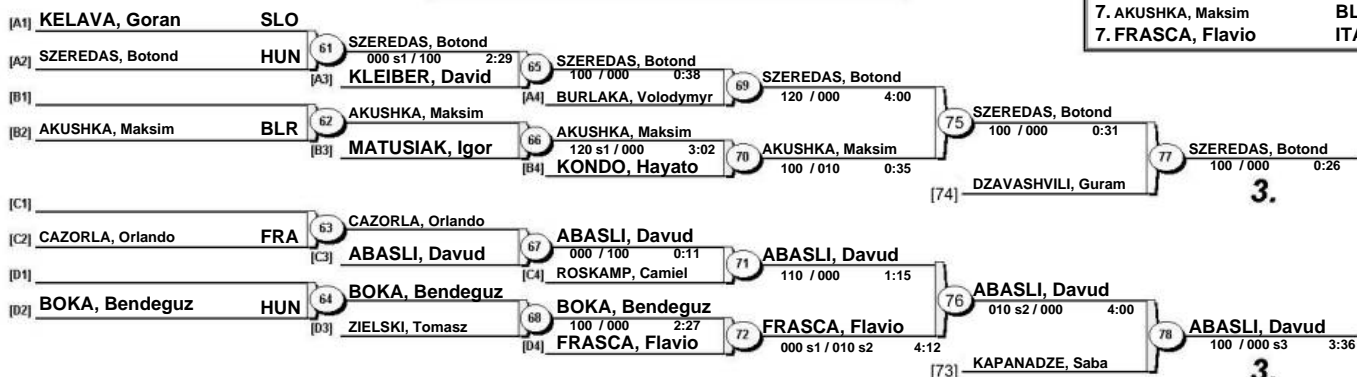 7. AKUSHKA, Maksim BL
7. FRASCA, Flavio ITA
[A1] KELAVA, Goran SLO
61 SZEREDAS, Botond
000 s1 / 100 2:29
[A2] SZEREDAS, Botond HUN
65 SZEREDAS, Botond
100 / 000 0:38
[A3] KLEIBER, David
69 SZEREDAS, Botond
120 / 000 4:00
[A4] BURLAKA, Volodymyr
[B1]
75 SZEREDAS, Botond
100 / 000 0:31
62 AKUSHKA, Maksim
[B2] AKUSHKA, Maksim BLR
66 AKUSHKA, Maksim
120 s1 / 000 3:02
[B3] MATUSIAK, Igor
70 AKUSHKA, Maksim
100 / 010 0:35
77 SZEREDAS, Botond
100 / 000 0:26
[B4] KONDO, Hayato
[74] DZAVASHVILI, Guram
3.
[C1]
63 CAZORLA, Orlando
[C2] CAZORLA, Orlando FRA
67 ABASLI, Davud
000 / 100 0:11
[C3] ABASLI, Davud
71 ABASLI, Davud
110 / 000 1:15
[C4] ROSKAMP, Camiel
[D1]
76 ABASLI, Davud
010 s2 / 000 4:00
64 BOKA, Bendeguz
[D2] BOKA, Bendeguz HUN
68 BOKA, Bendeguz
100 / 000 2:27
[D3] ZIELSKI, Tomasz
72 FRASCA, Flavio
000 s1 / 010 s2 4:12
78 ABASLI, Davud
100 / 000 s3 3:36
[D4] FRASCA, Flavio
[73] KAPANADZE, Saba
3.